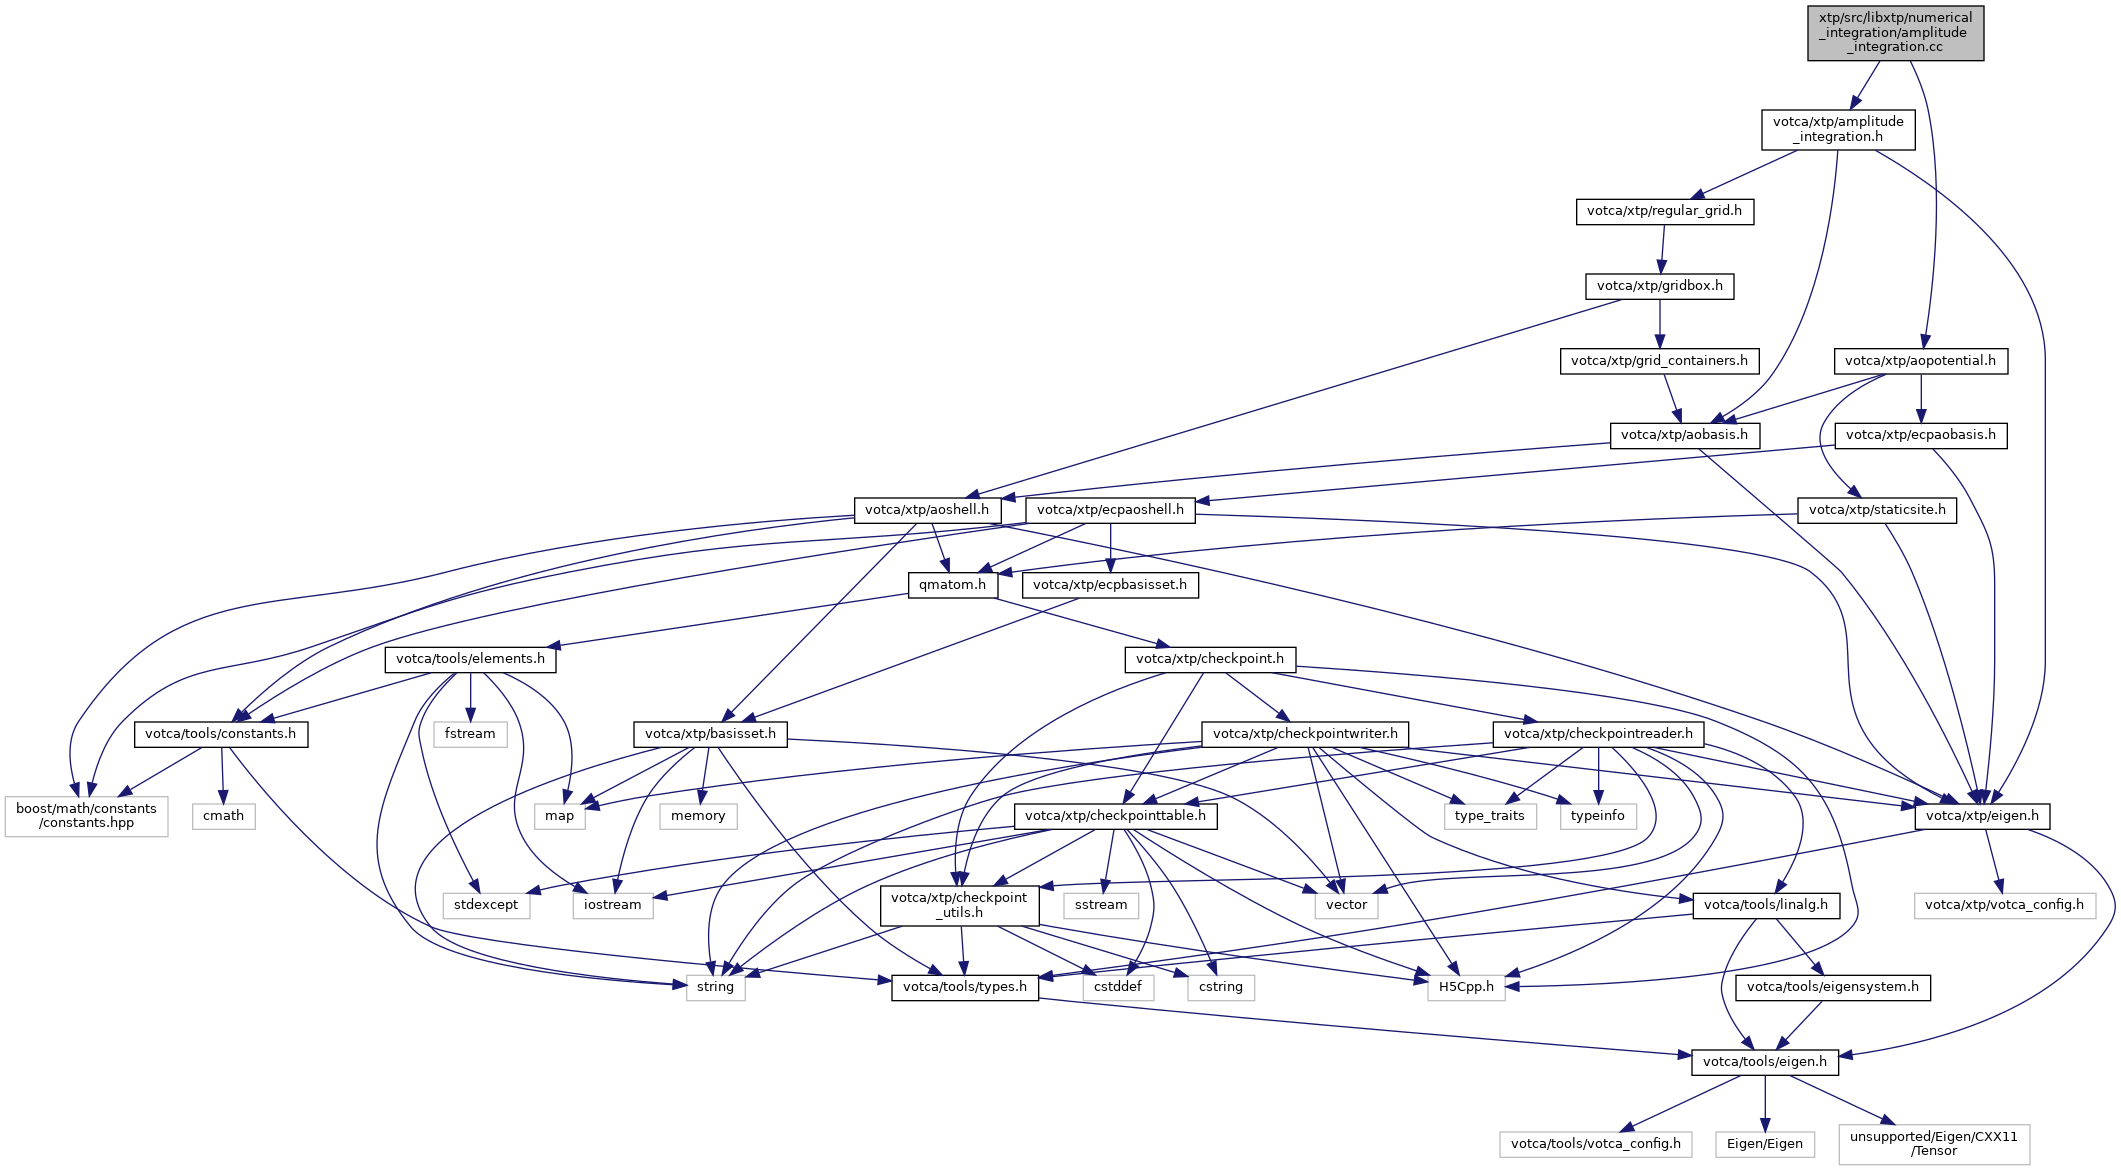 xtp/src/libxtp/numerical
_integration/amplitude
_integration.cc
votca/xtp/amplitude
_integration.h
votca/xtp/regular_grid.h
votca/xtp/gridbox.h
votca/xtp/grid_containers.h
votca/xtp/aopotential.h
votca/xtp/aobasis.h
votca/xtp/ecpaobasis.h
votca/xtp/aoshell.h
votca/xtp/ecpaoshell.h
votca/xtp/staticsite.h
qmatom.h
votca/xtp/ecpbasisset.h
votca/tools/elements.h
votca/xtp/checkpoint.h
votca/tools/constants.h
fstream
votca/xtp/basisset.h
votca/xtp/checkpointwriter.h
votca/xtp/checkpointreader.h
boost/math/constants
/constants.hpp
cmath
map
memory
votca/xtp/checkpointtable.h
type_traits
typeinfo
votca/xtp/eigen.h
stdexcept
iostream
votca/xtp/checkpoint
_utils.h
sstream
vector
votca/tools/linalg.h
votca/xtp/votca_config.h
string
votca/tools/types.h
cstddef
cstring
H5Cpp.h
votca/tools/eigensystem.h
votca/tools/eigen.h
votca/tools/votca_config.h
Eigen/Eigen
unsupported/Eigen/CXX11
/Tensor